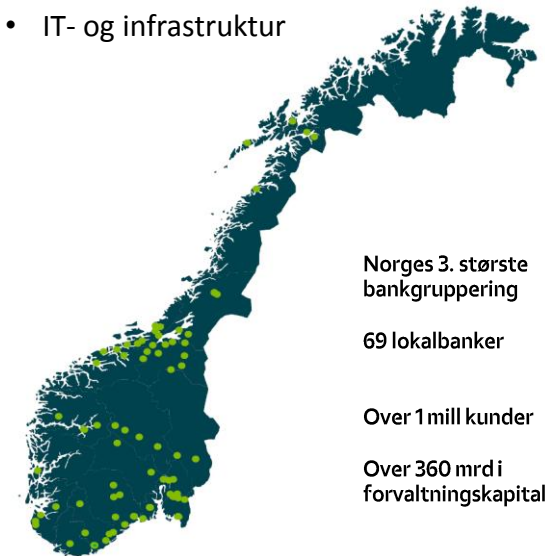 • IT- og infrastruktur
Norges 3. største
bankgruppering
69 lokalbanker
Over 1 mill kunder
Over 360 mrd i
forvaltningskapital